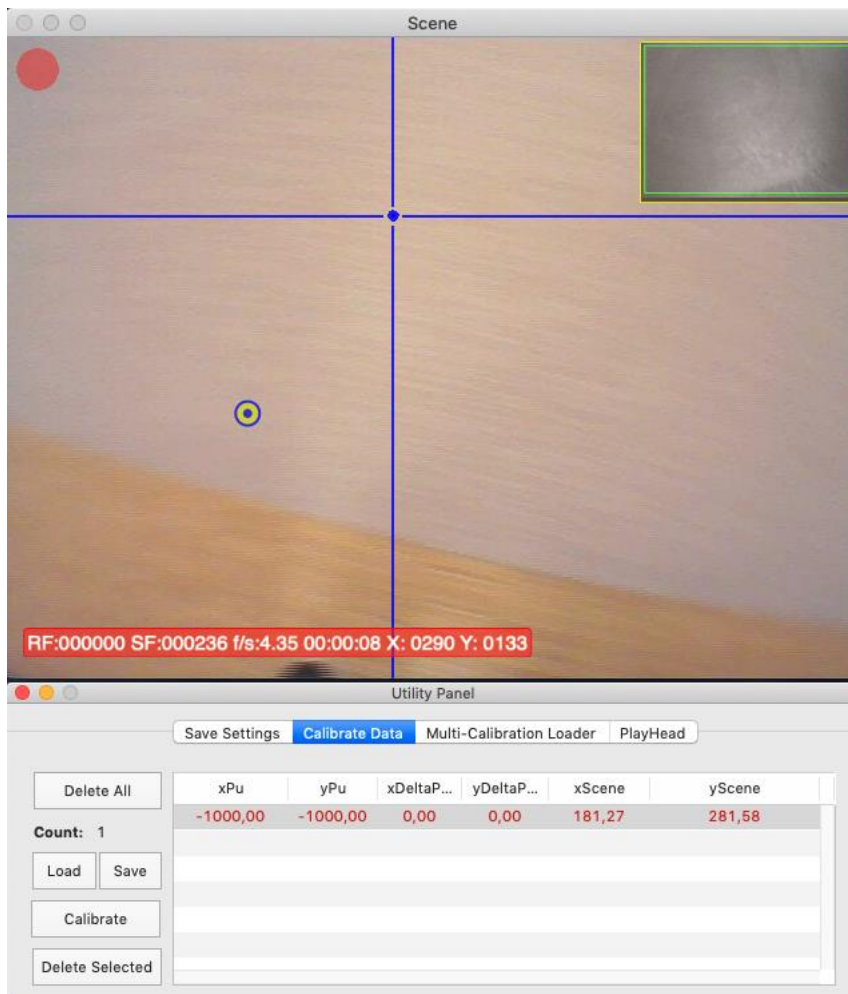 Scene
RF:000000 SF:000236 f/s:4.35 00:00:08 X: 0290 Y: 0133
Utility Panel
Save Settings Calibrate Data Multi-Calibration Loader PlayHead
Delete All
Count: 1
Load Save
Calibrate
Delete Selected
xPu yPu xDeltaP... yDeltaP... xScene yScene
-1000,00 -1000,00 0,00 0,00 181,27 281,58